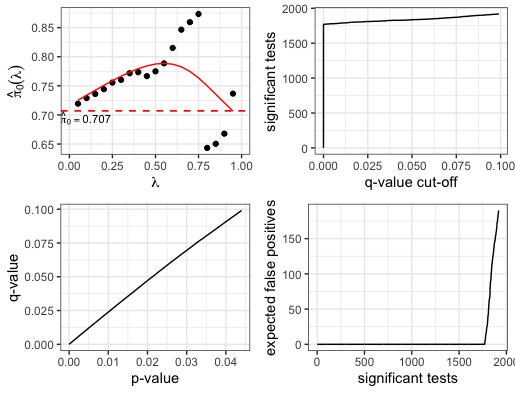 0.85
0.80
0.75
0.70
0.65
π̂₀(λ)
π̂₀ = 0.707
0.00 0.25 0.50 0.75 1.00
λ
2000
1500
1000
500
0
significant tests
0.000 0.025 0.050 0.075 0.100
q-value cut-off
0.100
0.075
0.050
0.025
0.000
q-value
0.00 0.01 0.02 0.03 0.04
p-value
150
100
50
0
expected false positives
0 500 1000 1500 2000
significant tests